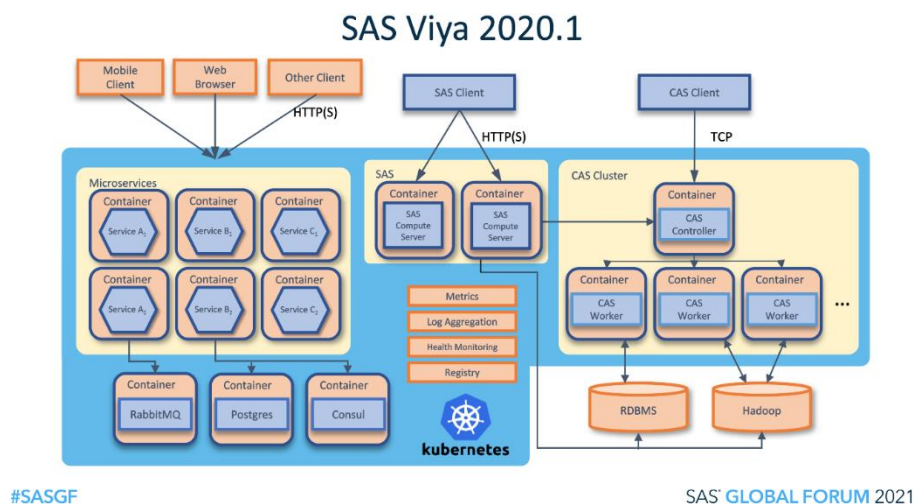 SAS Viya 2020.1
Mobile
Client
Web
Browser
Other Client
SAS Client
CAS Client
HTTP(S)
HTTP(S)
TCP
Microservices
SAS
CAS Cluster
Container
Service A₁
Container
Service B₁
Container
Service C₁
Container
SAS
Compute
Server
Container
SAS
Compute
Server
Container
CAS
Controller
Container
Container
Service B₂
Container
Service C₂
Container
CAS
Worker
Container
CAS
Worker
Container
CAS
Worker
...
Metrics
Log Aggregation
Health Monitoring
Registry
Container
RabbitMQ
Container
Postgres
Container
Consul
kubernetes
RDBMS
Hadoop
#SASGF
SAS® GLOBAL FORUM 2021